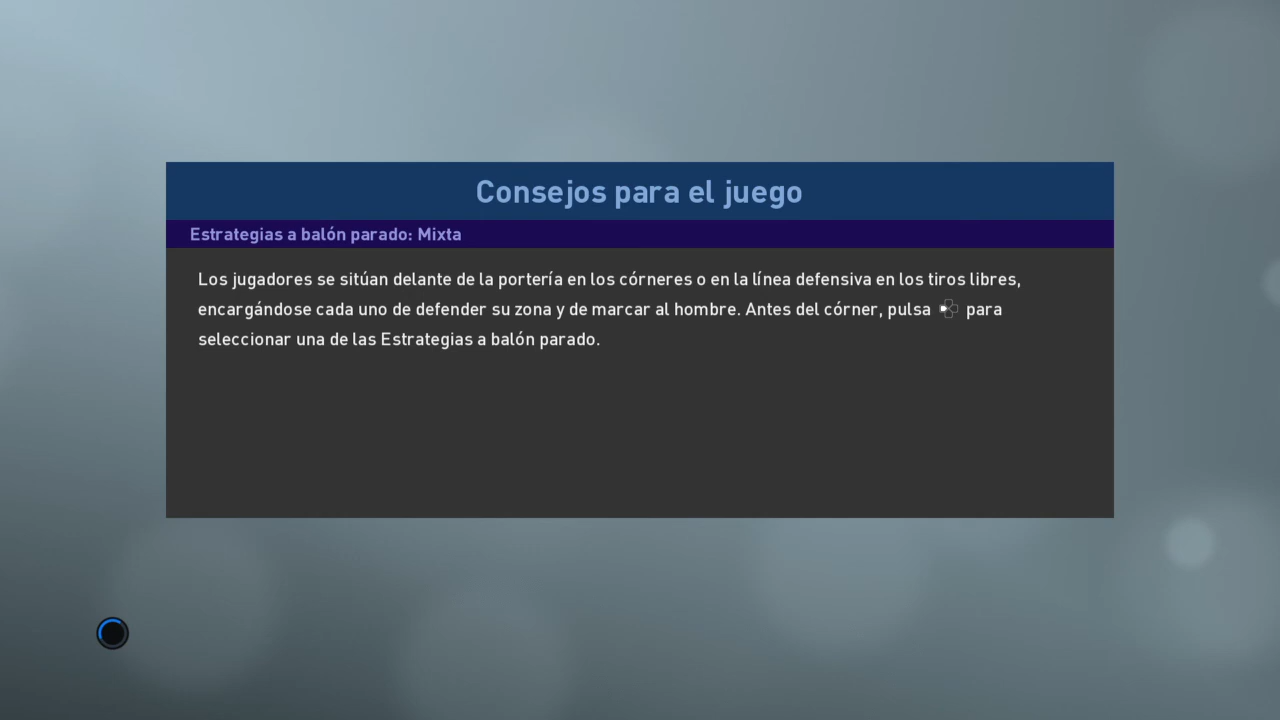 Consejos para el juego
Estrategias a balón parado: Mixta
Los jugadores se sitúan delante de la portería en los córneres o en la línea defensiva en los tiros libres,
encargándose cada uno de defender su zona y de marcar al hombre. Antes del córner, pulsa para
seleccionar una de las Estrategias a balón parado.